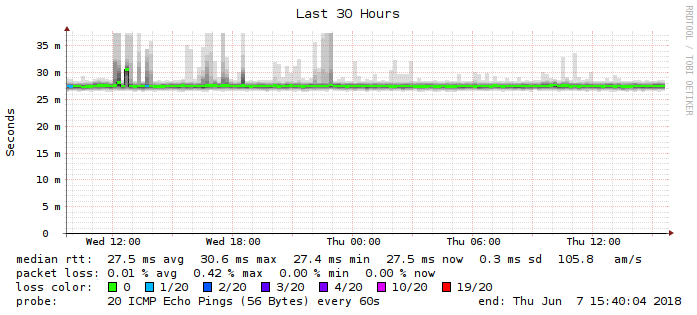 Last 30 Hours
RRDTOOL / TOBI OETIKER
Seconds
35 m
30 m
25 m
20 m
15 m
10 m
5 m
0
Wed 12:00 Wed 18:00 Thu 00:00 Thu 06:00 Thu 12:00
median rtt: 27.5 ms avg 30.6 ms max 27.4 ms min 27.5 ms now 0.3 ms sd 105.8 am/s
packet loss: 0.01 % avg 0.42 % max 0.00 % min 0.00 % now
loss color: 0 1/20 2/20 3/20 4/20 10/20 19/20
probe: 20 ICMP Echo Pings (56 Bytes) every 60s end: Thu Jun 7 15:40:04 2018